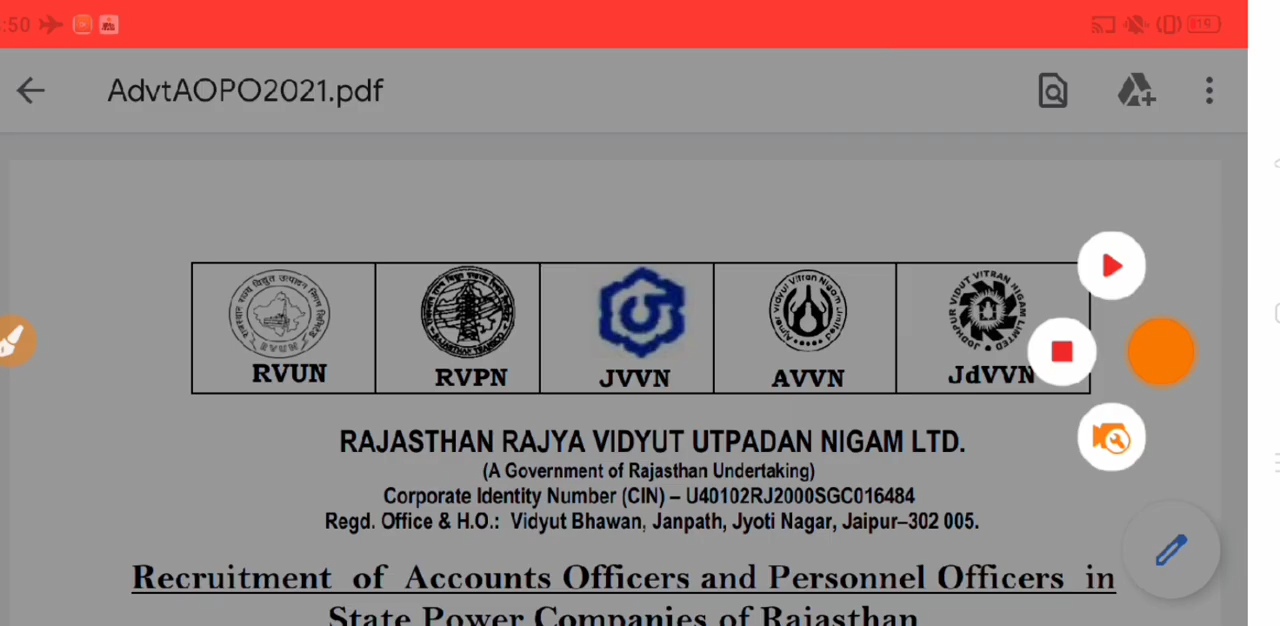 :50
AdvtAOPO2021.pdf
RVUN
RVPN
JVVN
AVVN
JdVVN
RAJASTHAN RAJYA VIDYUT UTPADAN NIGAM LTD.
(A Government of Rajasthan Undertaking)
Corporate Identity Number (CIN) – U40102RJ2000SGC016484
Regd. Office & H.O.: Vidyut Bhawan, Janpath, Jyoti Nagar, Jaipur–302 005.
Recruitment of Accounts Officers and Personnel Officers in
State Power Companies of Rajasthan